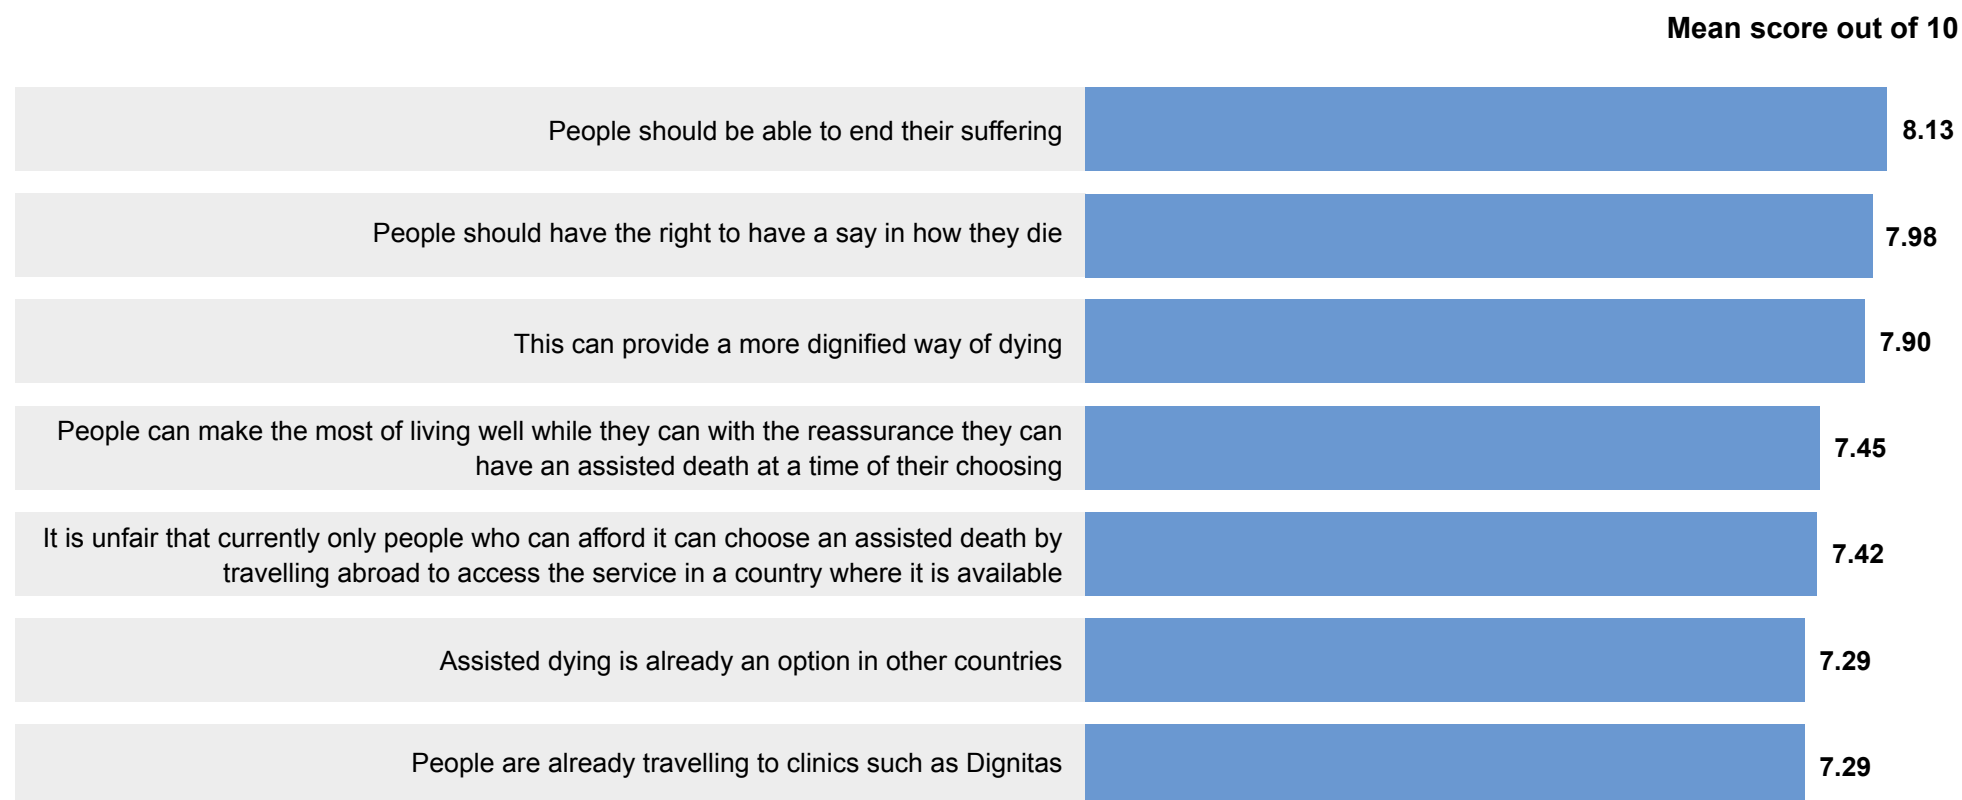 Mean score out of 10
People should be able to end their suffering
8.13
People should have the right to have a say in how they die
7.98
This can provide a more dignified way of dying
7.90
People can make the most of living well while they can with the reassurance they can
have an assisted death at a time of their choosing
7.45
It is unfair that currently only people who can afford it can choose an assisted death by
travelling abroad to access the service in a country where it is available
7.42
Assisted dying is already an option in other countries
7.29
People are already travelling to clinics such as Dignitas
7.29